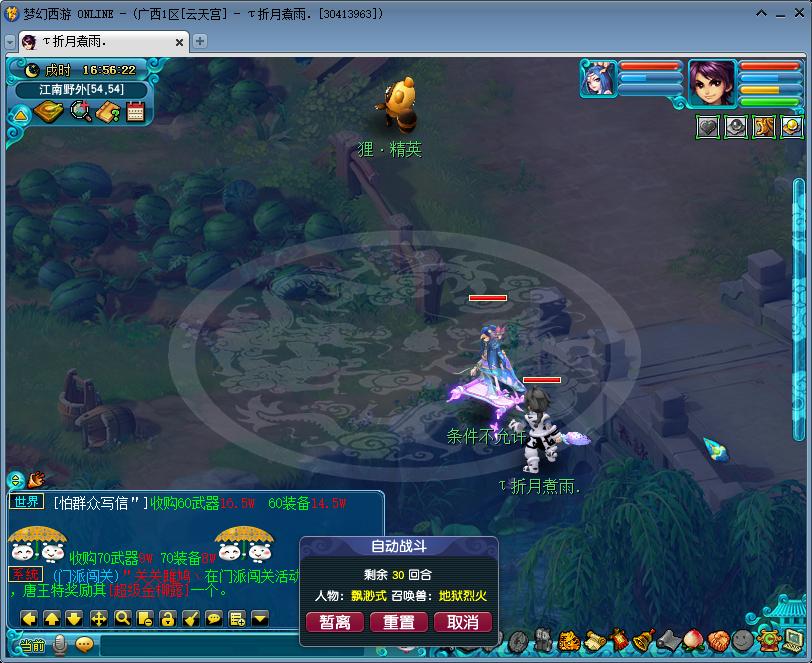 梦幻西游 ONLINE - (广西1区[云天宫] - τ折月煮雨. [30413963])
τ折月煮雨.
戌时 16:56:22
江南野外[54,54]
狸·精英
条件不允许
τ折月煮雨.
世界 [怕群众写信＂]收购60武器16.5W 60装备14.5W
收购70武器9W 70装备8W
系统 (门派闯关)＂关关雎鸠、在门派闯关活动
，唐王特奖励其[超级金柳露]一个。
当前
自动战斗
剩余 30 回合
人物: 飘渺式 召唤兽: 地狱烈火
暂离 重置 取消